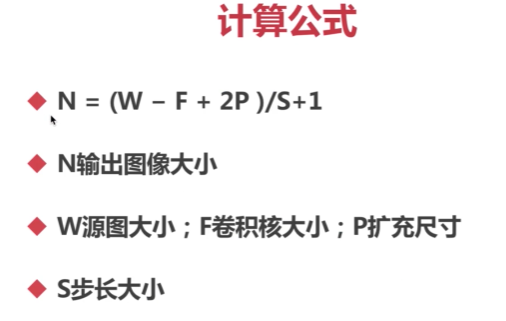 计算公式
N = (W – F + 2P )/S+1
N输出图像大小
W源图大小；F卷积核大小；P扩充尺寸
S步长大小